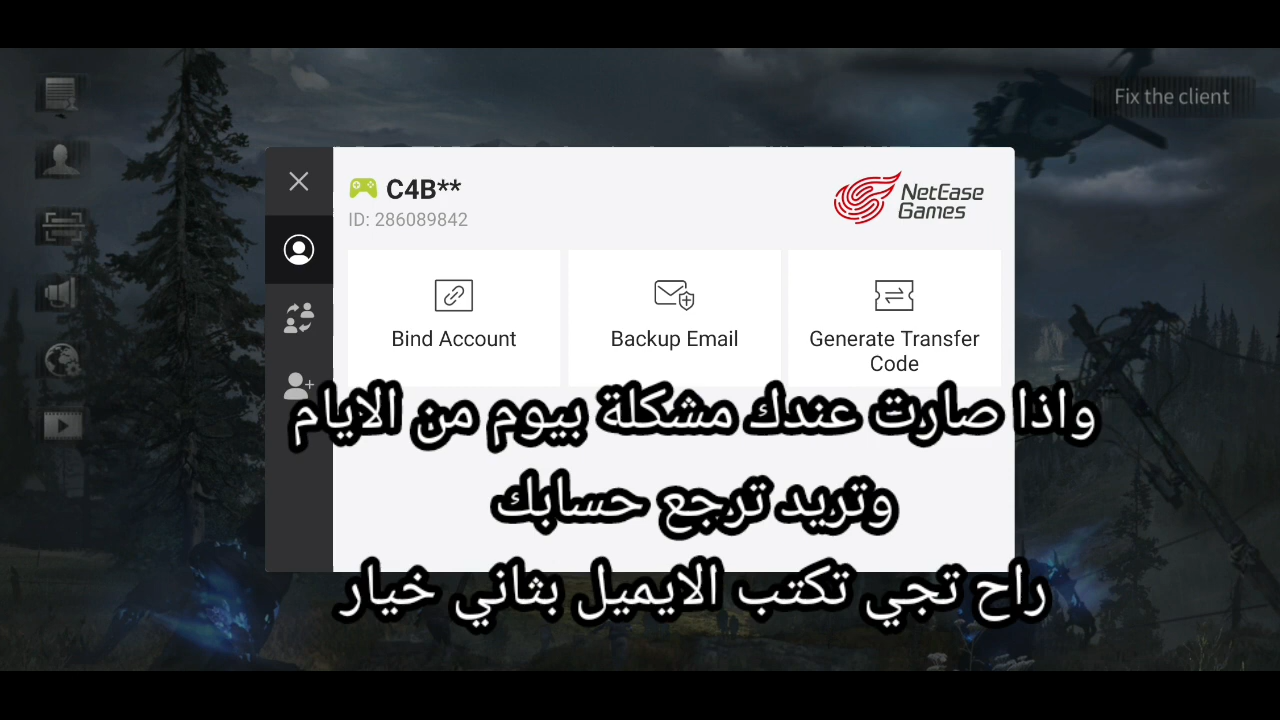 Fix the client
C4B**
ID: 286089842
NetEase
Games
Bind Account
Backup Email
Generate Transfer
Code
واذا صارت عندك مشكلة بيوم من الايام
وتريد ترجع حسابك
راح تجي تكتب الايميل بثاني خيار